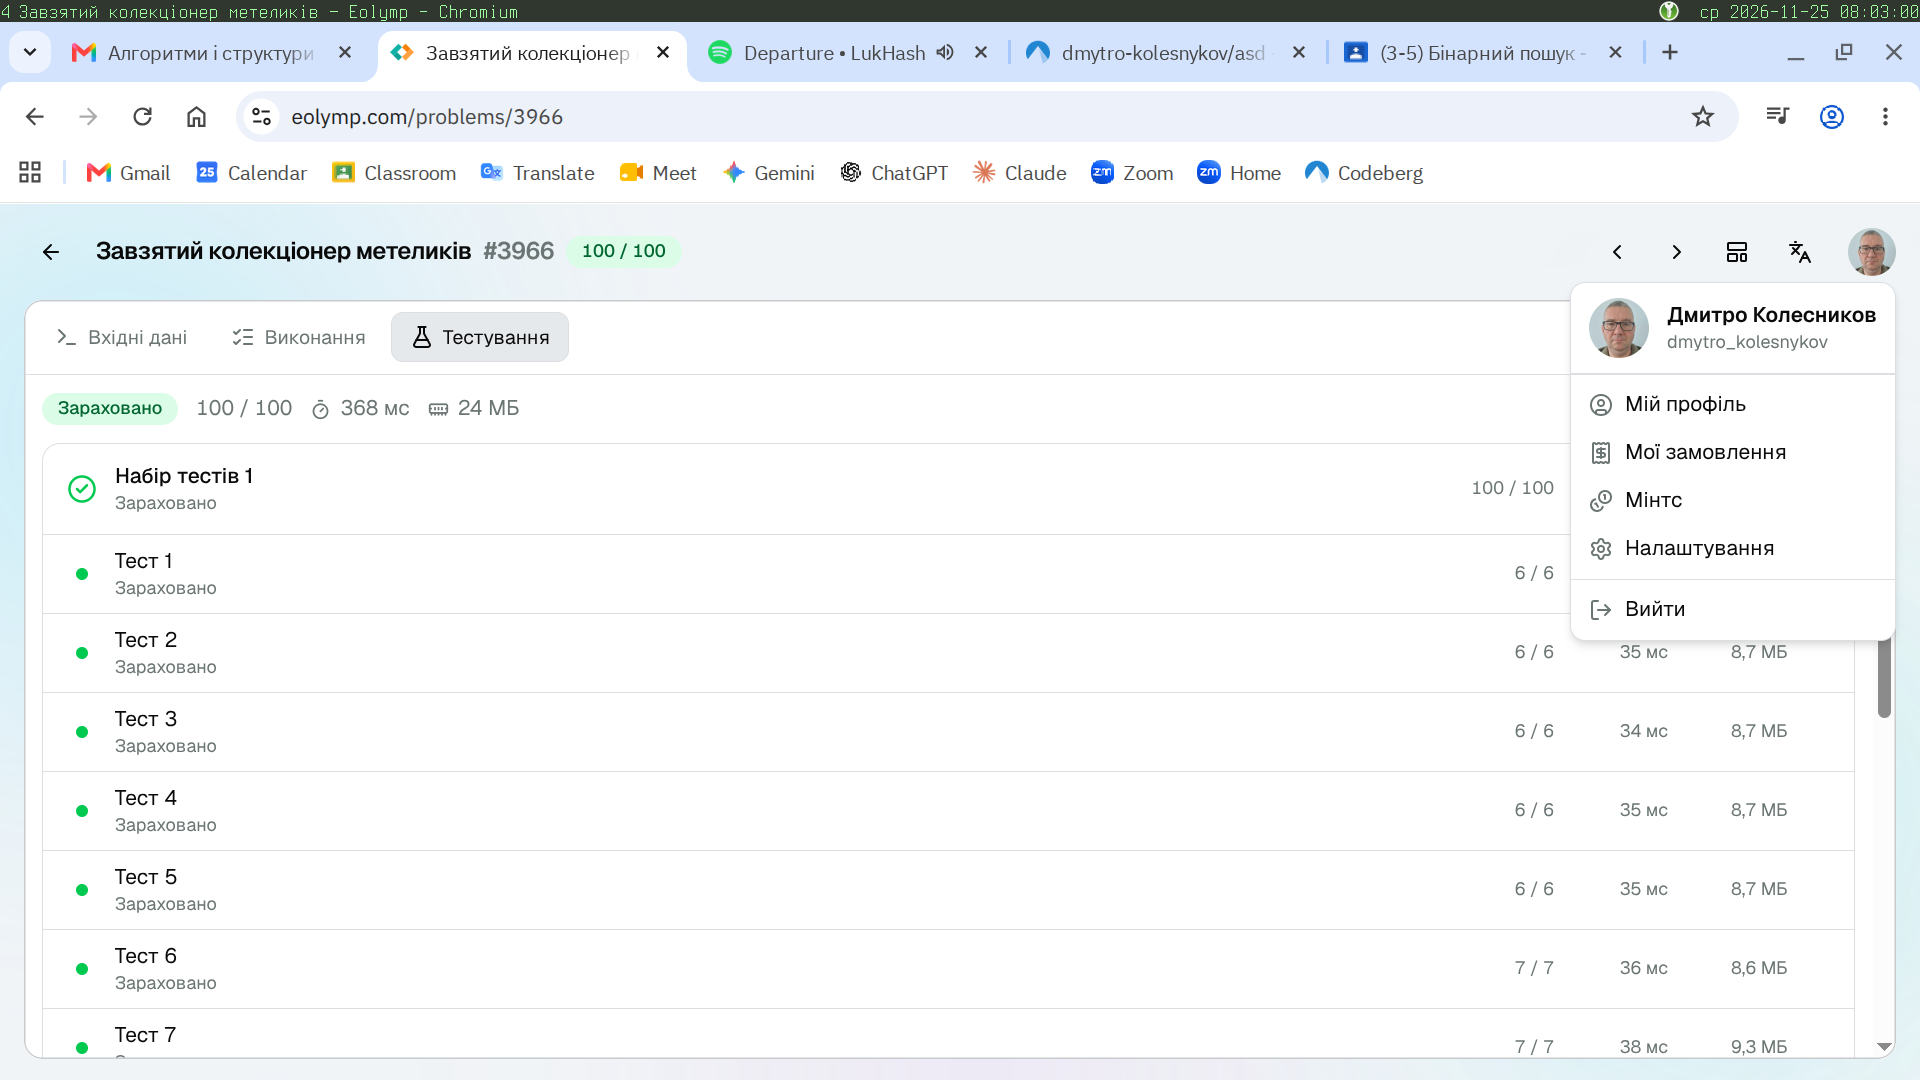 4 Завзятий колекціонер метеликів – Eolymp – Chromium
ср 2026-11-25 08:03:00
Алгоритми і структури
Завзятий колекціонер
Departure • LukHash
dmytro-kolesnykov/asd
(3-5) Бінарний пошук -
eolymp.com/problems/3966
Gmail
25 Calendar
Classroom
Translate
Meet
Gemini
ChatGPT
Claude
zm Zoom
zm Home
Codeberg
Завзятий колекціонер метеликів #3966 100 / 100
Дмитро Колесников
dmytro_kolesnykov
Мій профіль
Мої замовлення
Мінтс
Налаштування
Вийти
Вхідні дані
Виконання
Тестування
Зараховано 100 / 100 368 мс 24 МБ
Набір тестів 1
Зараховано
100 / 100
Тест 1
Зараховано
6 / 6
Тест 2
Зараховано
6 / 6 35 мс 8,7 МБ
Тест 3
Зараховано
6 / 6 34 мс 8,7 МБ
Тест 4
Зараховано
6 / 6 35 мс 8,7 МБ
Тест 5
Зараховано
6 / 6 35 мс 8,7 МБ
Тест 6
Зараховано
7 / 7 36 мс 8,6 МБ
Тест 7
7 / 7 38 мс 9,3 МБ